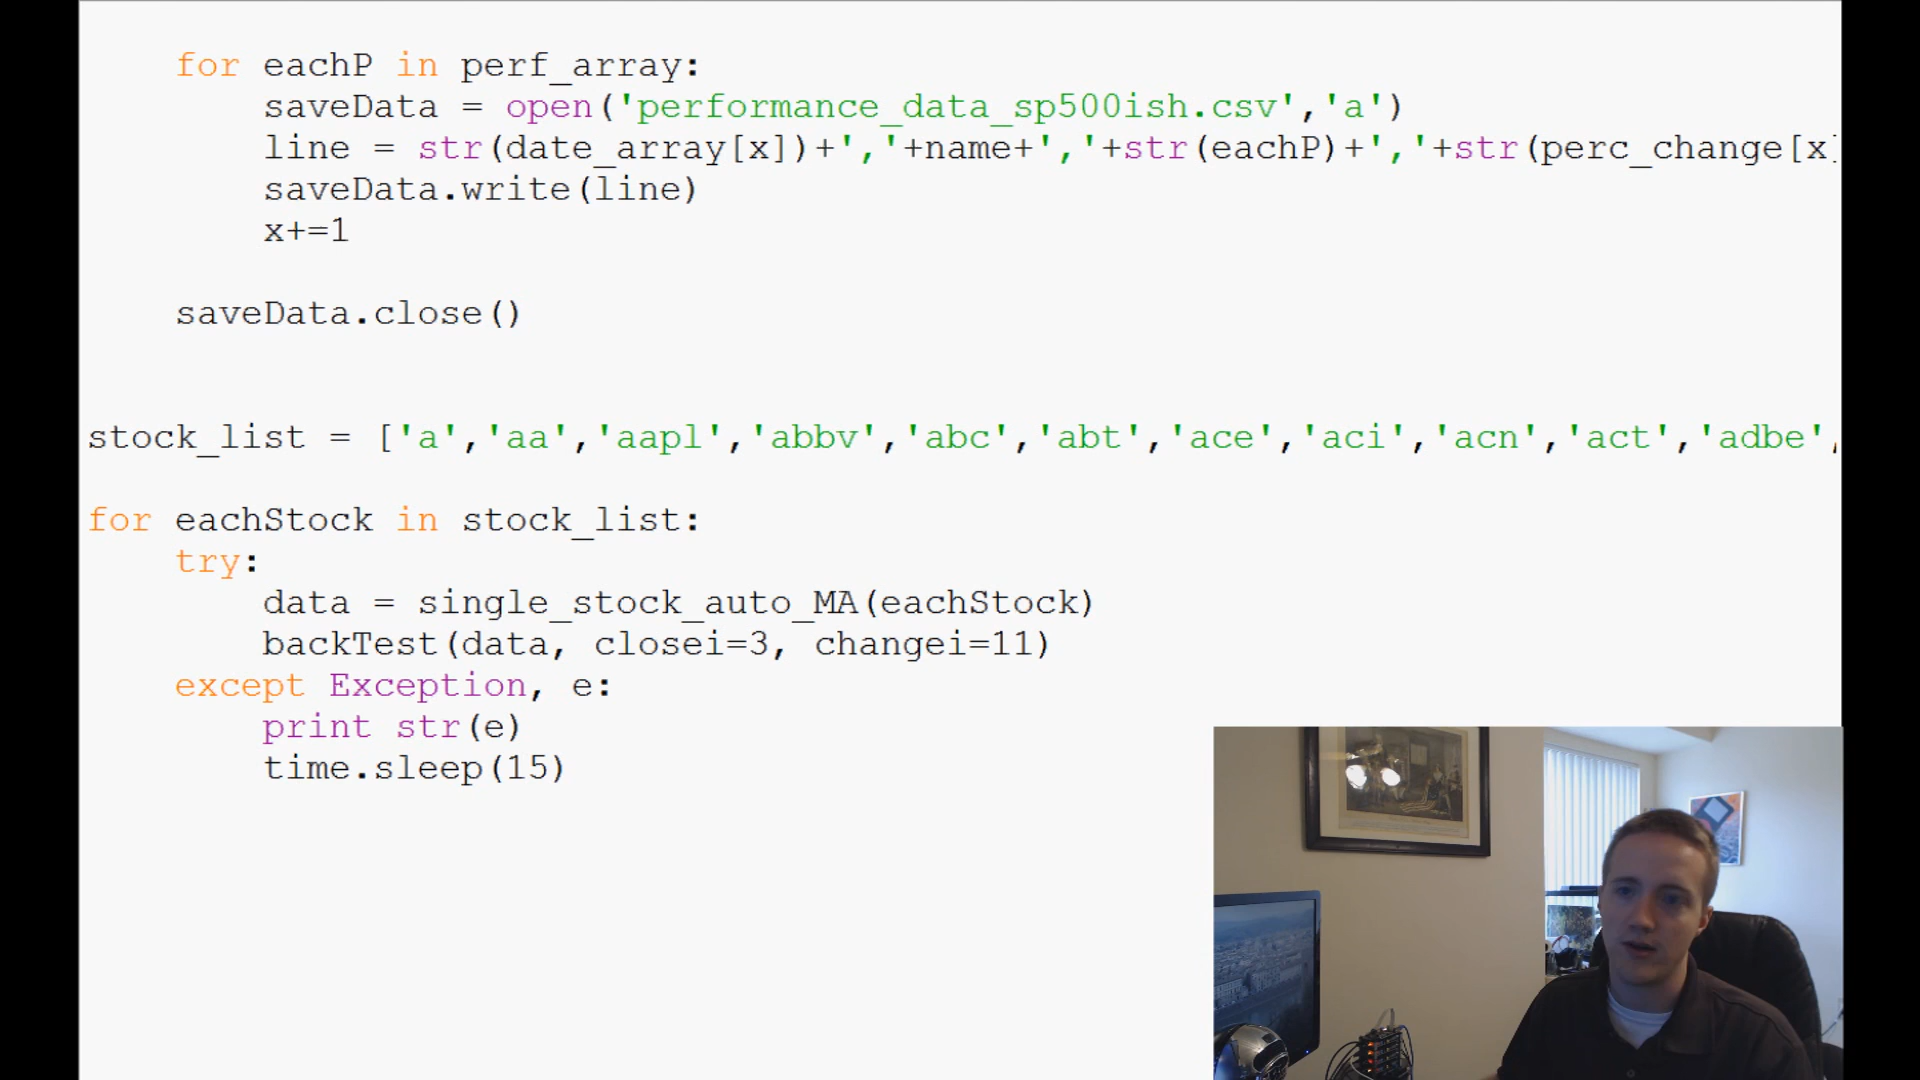 for eachP in perf_array:
saveData = open('performance_data_sp500ish.csv','a')
line = str(date_array[x])+','+name+','+str(eachP)+','+str(perc_change[x]
saveData.write(line)
x+=1
saveData.close()
stock_list = ['a','aa','aapl','abbv','abc','abt','ace','aci','acn','act','adbe',
for eachStock in stock_list:
try:
data = single_stock_auto_MA(eachStock)
backTest(data, closei=3, changei=11)
except Exception, e:
print str(e)
time.sleep(15)